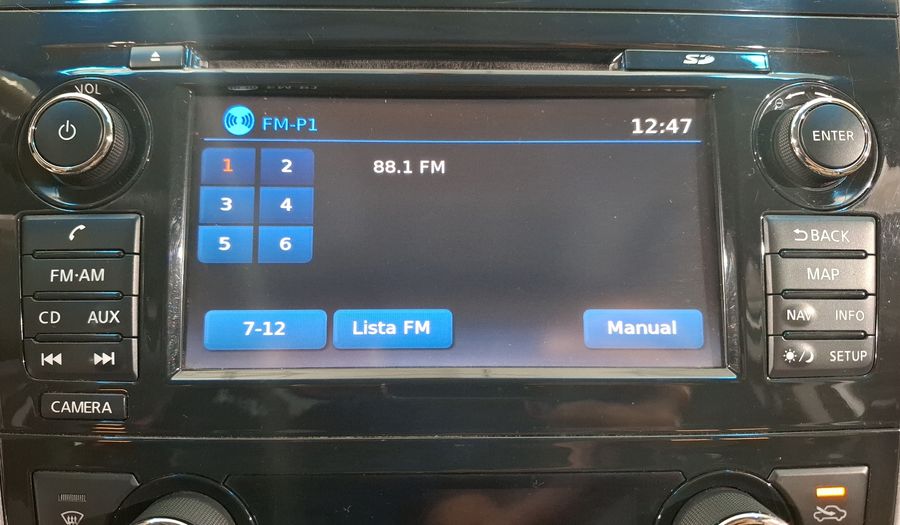 SD
VOL
FM-P1 12:47
ENTER
1 2 88.1 FM
3 4
5 6
7-12 Lista FM Manual
FM·AM
CD AUX
CAMERA
BACK
MAP
NAV INFO
SETUP